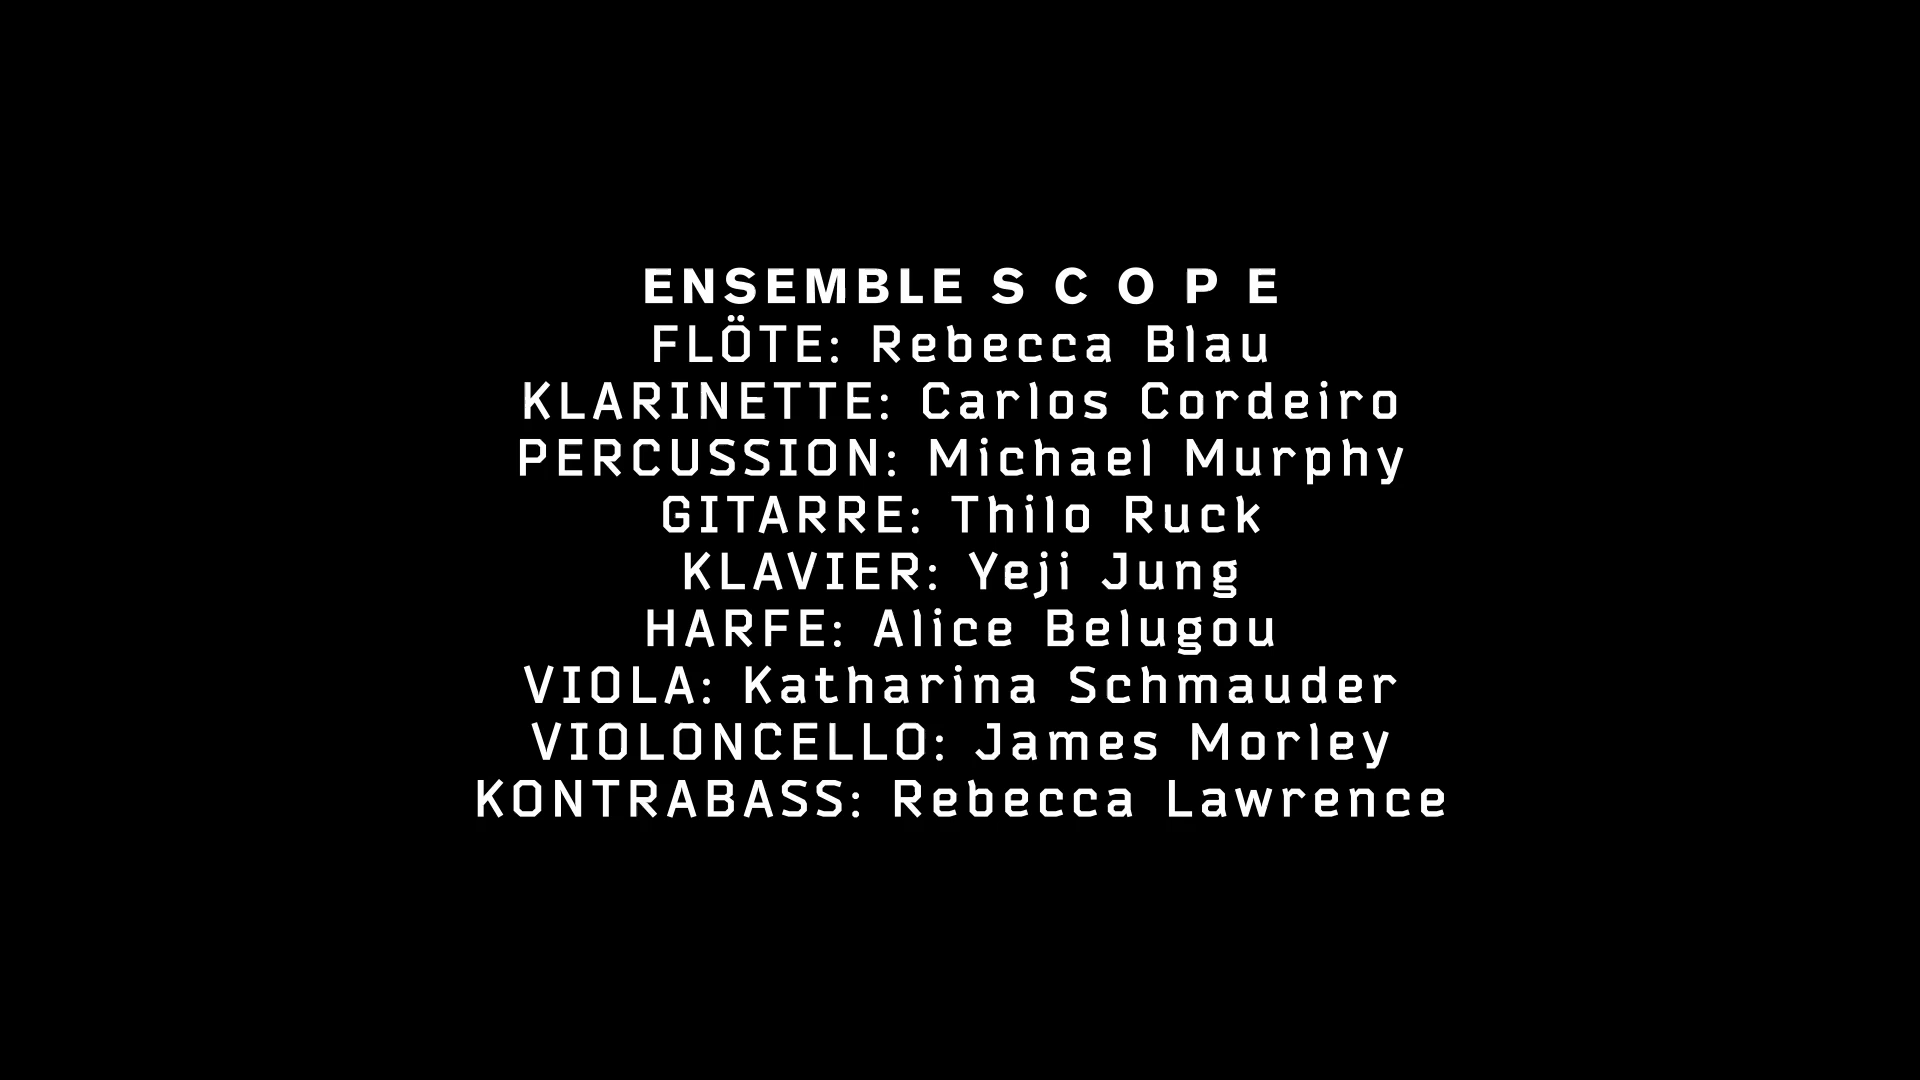 ENSEMBLE S C O P E
FLÖTE: Rebecca Blau
KLARINETTE: Carlos Cordeiro
PERCUSSION: Michael Murphy
GITARRE: Thilo Ruck
KLAVIER: Yeji Jung
HARFE: Alice Belugou
VIOLA: Katharina Schmauder
VIOLONCELLO: James Morley
KONTRABASS: Rebecca Lawrence